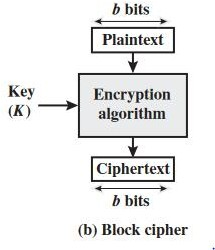 b bits
Plaintext
Key
(K)
Encryption
algorithm
Ciphertext
b bits
(b) Block cipher